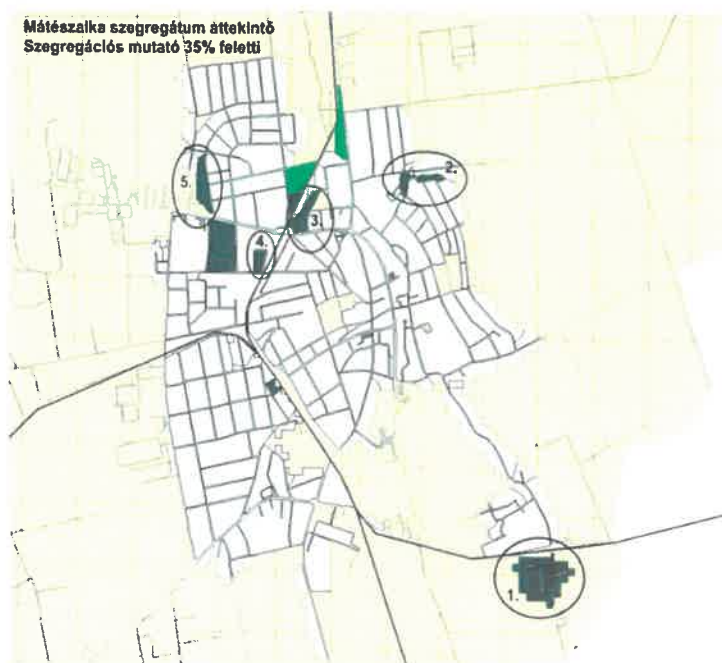 Mátészalka szegregátum áttekintő
Szegregációs mutató 35% feletti
5.
2.
3.
4.
1.